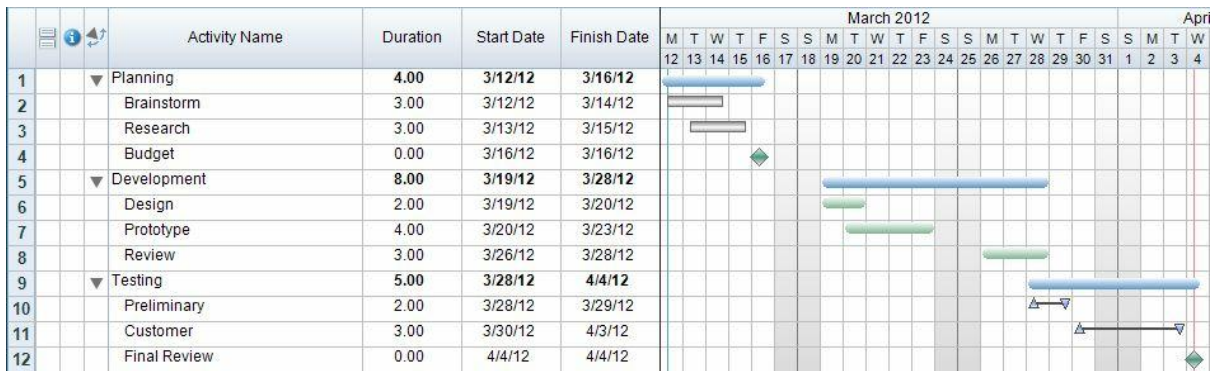 March 2012 Apri
Activity Name Duration Start Date Finish Date M T W T F S S M T W T F S S M T W T F S S M T W
12 13 14 15 16 17 18 19 20 21 22 23 24 25 26 27 28 29 30 31 1 2 3 4
1 Planning 4.00 3/12/12 3/16/12
2 Brainstorm 3.00 3/12/12 3/14/12
3 Research 3.00 3/13/12 3/15/12
4 Budget 0.00 3/16/12 3/16/12
5 Development 8.00 3/19/12 3/28/12
6 Design 2.00 3/19/12 3/20/12
7 Prototype 4.00 3/20/12 3/23/12
8 Review 3.00 3/26/12 3/28/12
9 Testing 5.00 3/28/12 4/4/12
10 Preliminary 2.00 3/28/12 3/29/12
11 Customer 3.00 3/30/12 4/3/12
12 Final Review 0.00 4/4/12 4/4/12